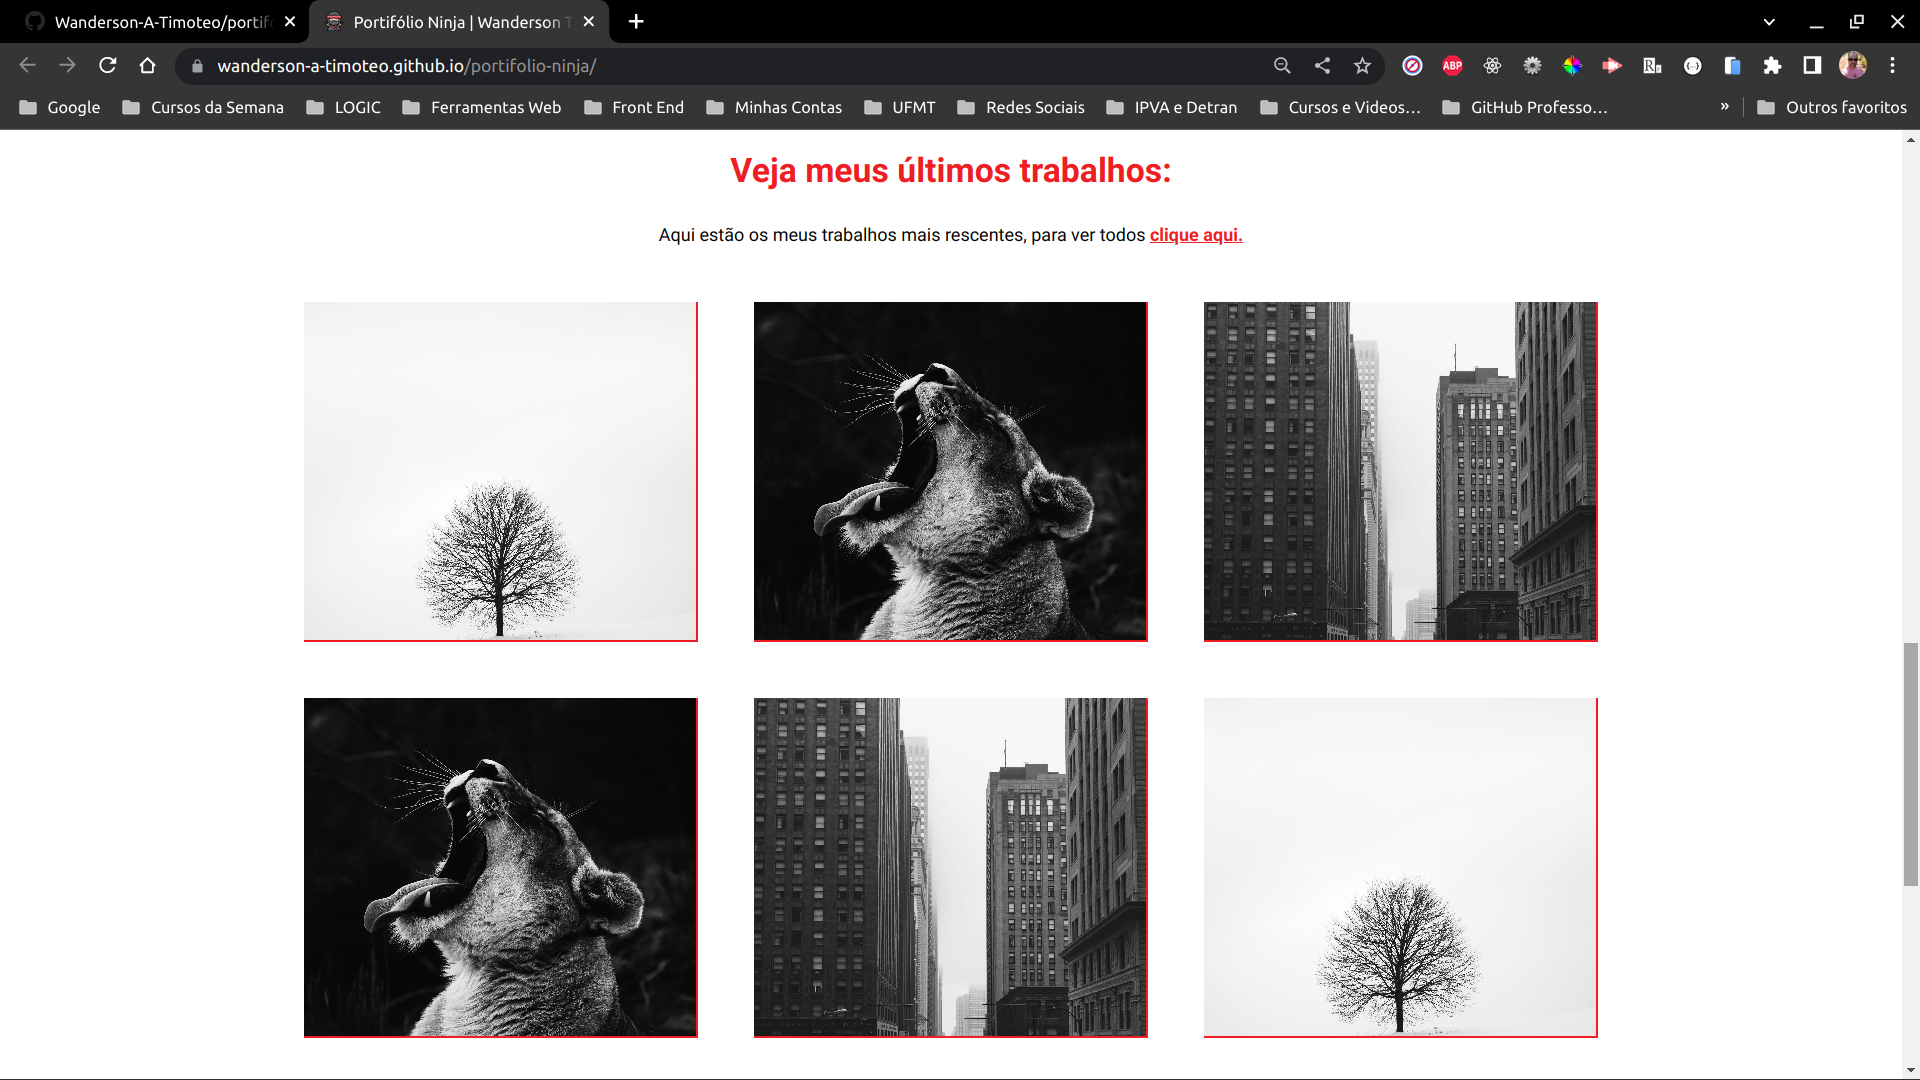 Wanderson-A-Timoteo/portif
Portifólio Ninja | Wanderson T
wanderson-a-timoteo.github.io/portifolio-ninja/
ABP
Google
Cursos da Semana
LOGIC
Ferramentas Web
Front End
Minhas Contas
UFMT
Redes Sociais
IPVA e Detran
Cursos e Videos...
GitHub Professo...
»
Outros favoritos
Veja meus últimos trabalhos:
Aqui estão os meus trabalhos mais rescentes, para ver todos clique aqui.